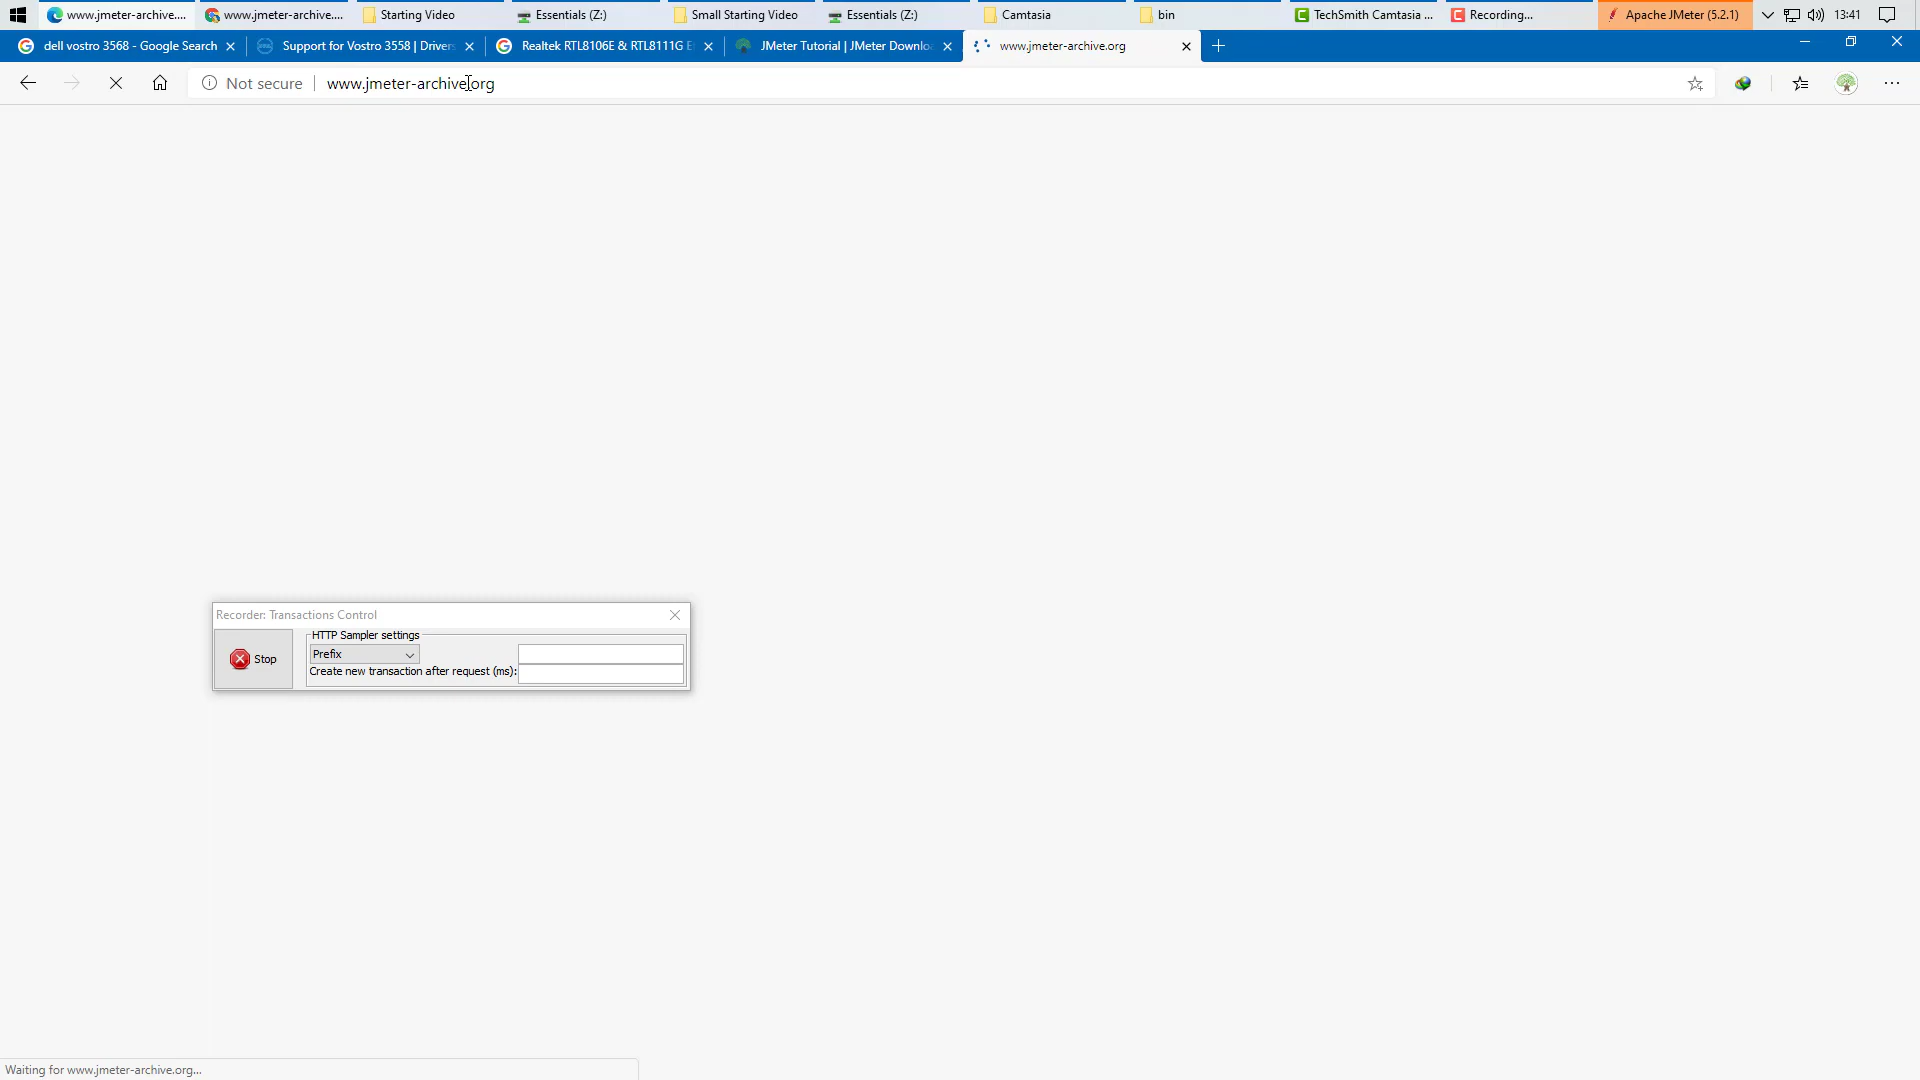 www.jmeter-archive.... www.jmeter-archive.... Starting Video Essentials (Z:) Small Starting Video Essentials (Z:) Camtasia bin TechSmith Camtasia ... Recording... Apache JMeter (5.2.1) 13:41
dell vostro 3568 - Google Search Support for Vostro 3558 | Drivers Realtek RTL8106E & RTL8111G E JMeter Tutorial | JMeter Downlo www.jmeter-archive.org
Not secure www.jmeter-archive.org
Recorder: Transactions Control
HTTP Sampler settings
Prefix
Stop
Create new transaction after request (ms):
Waiting for www.jmeter-archive.org...